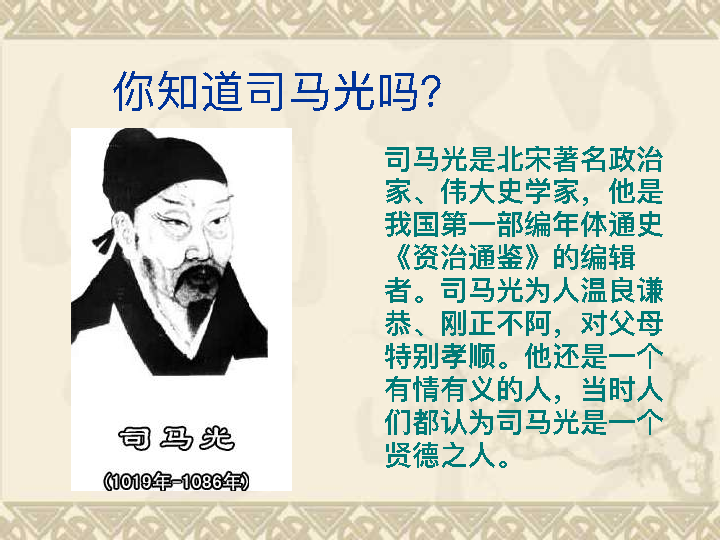 你知道司马光吗?
司马光是北宋著名政治
家、伟大史学家，他是
我国第一部编年体通史
《资治通鉴》的编辑
者。司马光为人温良谦
恭、刚正不阿，对父母
特别孝顺。他还是一个
有情有义的人，当时人
们都认为司马光是一个
贤德之人。
司马光
(1019年-1086年)